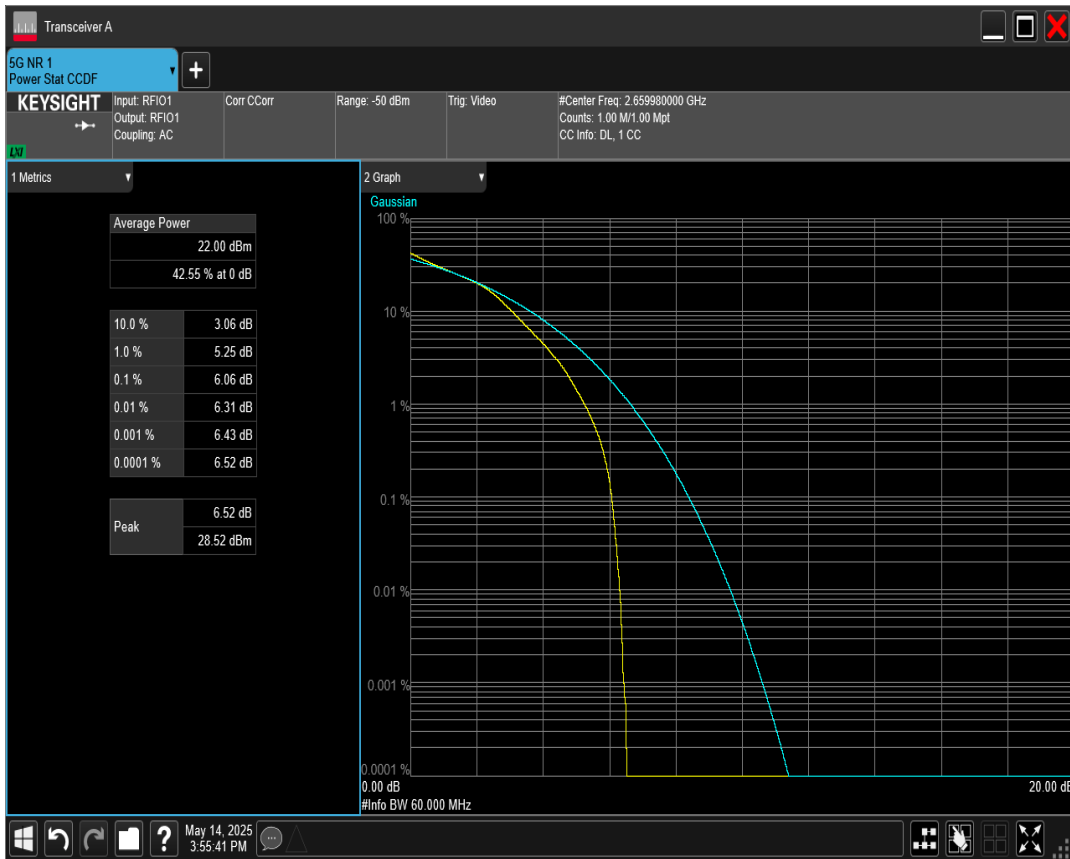 Transceiver A
5G NR 1
Power Stat CCDF
+
KEYSIGHT
LXI
Input: RFIO1
Output: RFIO1
Coupling: AC
Corr CCorr
Range: -50 dBm
Trig: Video
#Center Freq: 2.659980000 GHz
Counts: 1.00 M/1.00 Mpt
CC Info: DL, 1 CC
1 Metrics
Average Power
22.00 dBm
42.55 % at 0 dB
10.0 % 3.06 dB
1.0 % 5.25 dB
0.1 % 6.06 dB
0.01 % 6.31 dB
0.001 % 6.43 dB
0.0001 % 6.52 dB
Peak
6.52 dB
28.52 dBm
2 Graph
Gaussian
100 %
10 %
1 %
0.1 %
0.01 %
0.001 %
0.0001 %
0.00 dB 20.00 dB
#Info BW 60.000 MHz
?
May 14, 2025
3:55:41 PM